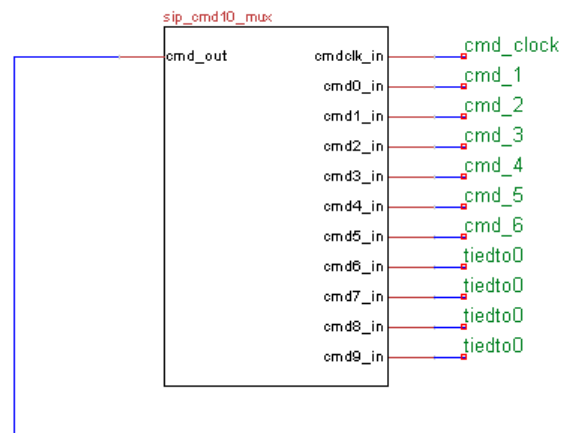 sip_cmd10_mux
cmd_out cmdclk_in cmd_clock
cmd0_in cmd_1
cmd1_in cmd_2
cmd2_in cmd_3
cmd3_in cmd_4
cmd4_in cmd_5
cmd5_in cmd_6
cmd6_in tiedto0
cmd7_in tiedto0
cmd8_in tiedto0
cmd9_in tiedto0